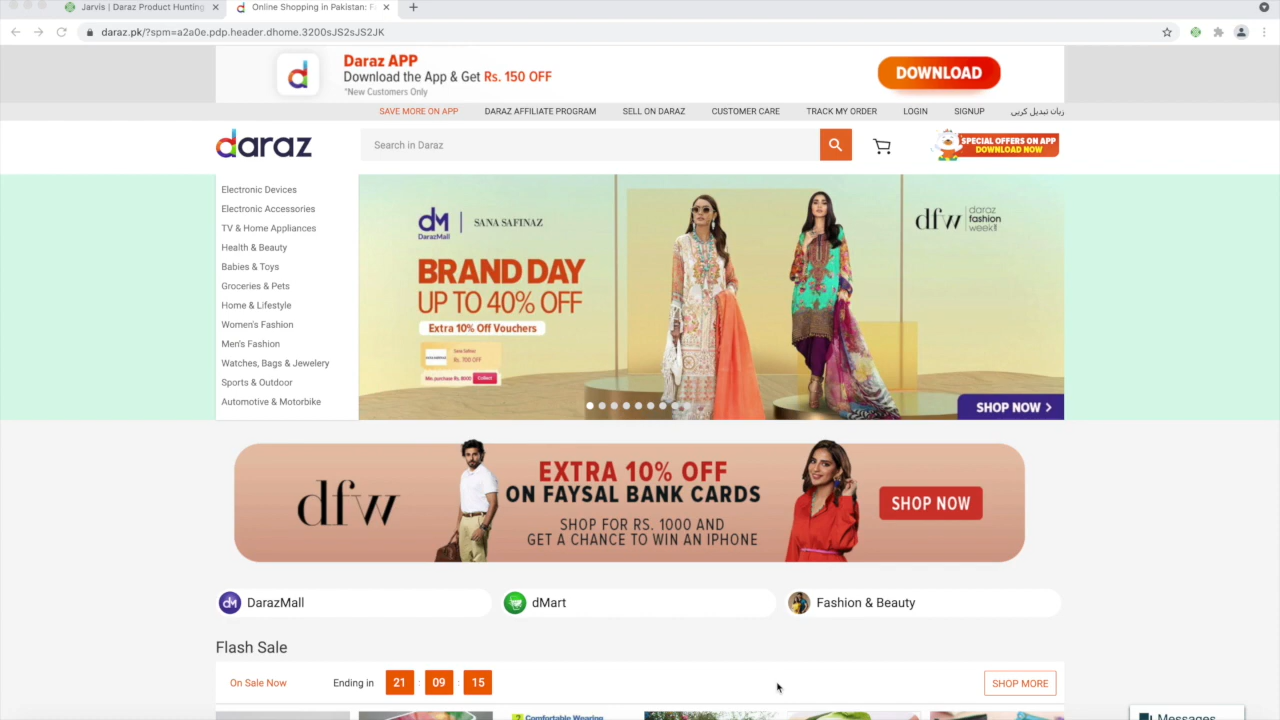 Jarvis | Daraz Product Hunting
Online Shopping in Pakistan: F
daraz.pk/?spm=a2a0e.pdp.header.dhome.3200sJS2sJS2JK
Daraz APP
Download the App & Get Rs. 150 OFF
*New Customers Only
DOWNLOAD
SAVE MORE ON APP DARAZ AFFILIATE PROGRAM SELL ON DARAZ CUSTOMER CARE TRACK MY ORDER LOGIN SIGNUP زبان تبدیل کریں
daraz
Search in Daraz
SPECIAL OFFERS ON APP
DOWNLOAD NOW
Electronic Devices
Electronic Accessories
TV & Home Appliances
Health & Beauty
Babies & Toys
Groceries & Pets
Home & Lifestyle
Women's Fashion
Men's Fashion
Watches, Bags & Jewelery
Sports & Outdoor
Automotive & Motorbike
DarazMall
SANA SAFINAZ
BRAND DAY
UP TO 40% OFF
Extra 10% Off Vouchers
Sana Safinaz
Rs. 700 OFF
Min. purchase Rs. 8000 Collect
dfw
daraz
fashion
week!!
SHOP NOW
dfw
EXTRA 10% OFF
ON FAYSAL BANK CARDS
SHOP FOR RS. 1000 AND
GET A CHANCE TO WIN AN IPHONE
SHOP NOW
DarazMall
dMart
Fashion & Beauty
Flash Sale
On Sale Now
Ending in 21 : 09 : 15
SHOP MORE
Comfortable Wearing
Messages